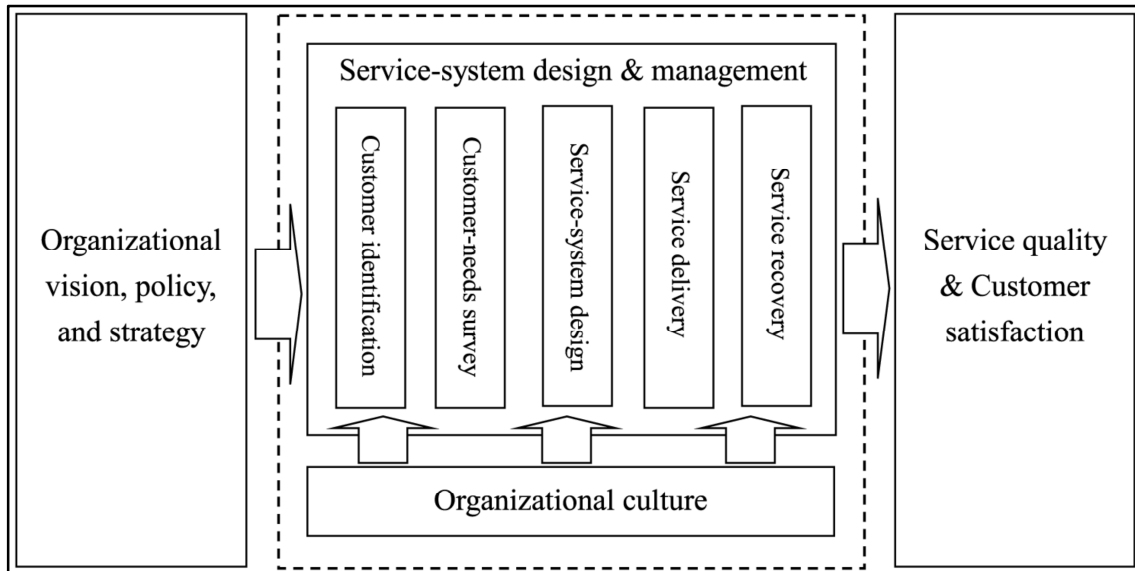 Organizational
vision, policy,
and strategy
Service-system design & management
Customer identification
Customer-needs survey
Service-system design
Service delivery
Service recovery
Organizational culture
Service quality
& Customer
satisfaction